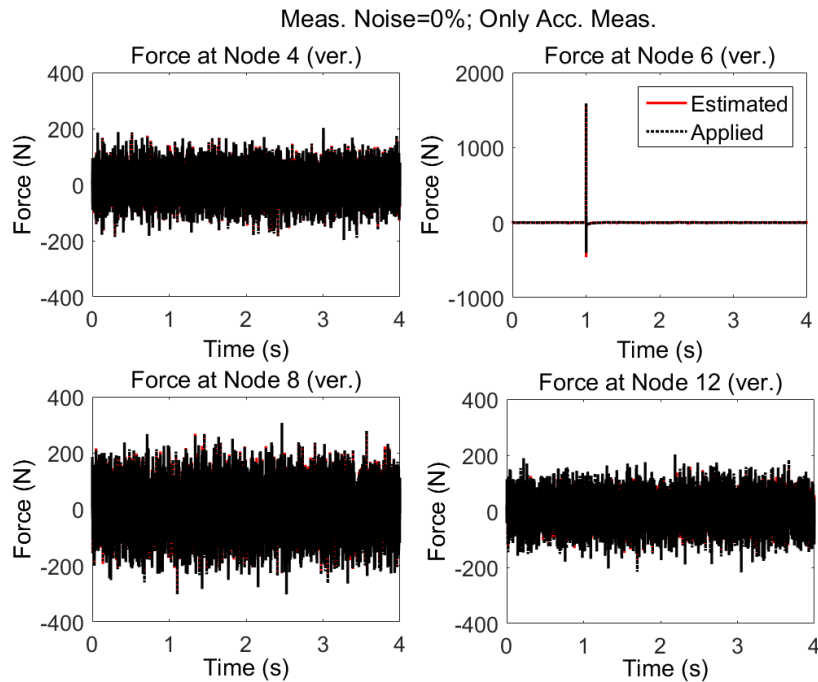 Meas. Noise=0%; Only Acc. Meas.
Force at Node 4 (ver.)
400
200
0
-200
-400
Force (N)
0 1 2 3 4
Time (s)
Force at Node 6 (ver.)
2000
1000
0
-1000
Force (N)
Estimated
Applied
0 1 2 3 4
Time (s)
Force at Node 8 (ver.)
400
200
0
-200
-400
Force (N)
0 1 2 3 4
Time (s)
Force at Node 12 (ver.)
400
200
0
-200
-400
Force (N)
0 1 2 3 4
Time (s)